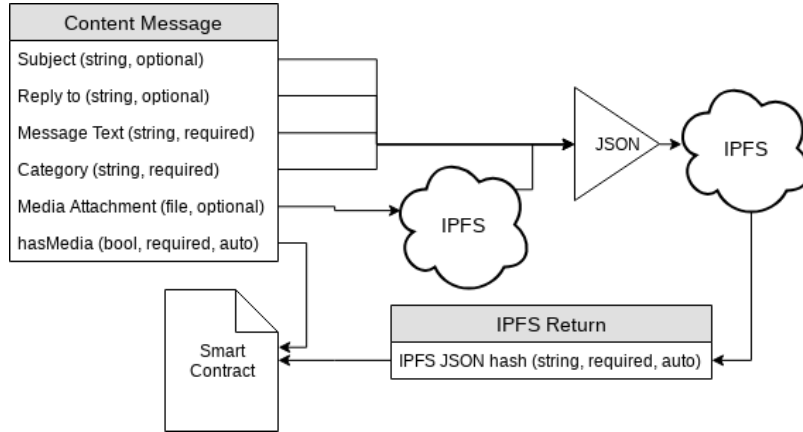 Content Message
Subject (string, optional)
Reply to (string, optional)
Message Text (string, required)
Category (string, required)
Media Attachment (file, optional)
hasMedia (bool, required, auto)
JSON
IPFS
IPFS
IPFS Return
IPFS JSON hash (string, required, auto)
Smart
Contract